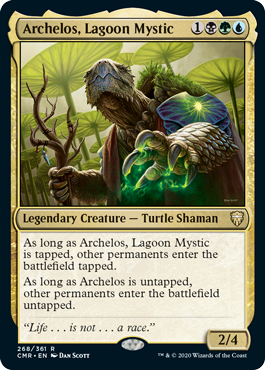 Archelos, Lagoon Mystic 1
Legendary Creature — Turtle Shaman
As long as Archelos, Lagoon Mystic
is tapped, other permanents enter the
battlefield tapped.
As long as Archelos is untapped,
other permanents enter the battlefield
untapped.
“Life . . . is not . . . a race.”
2/4
268/361 R
CMR • EN DAN SCOTT
™ & © 2020 Wizards of the Coast